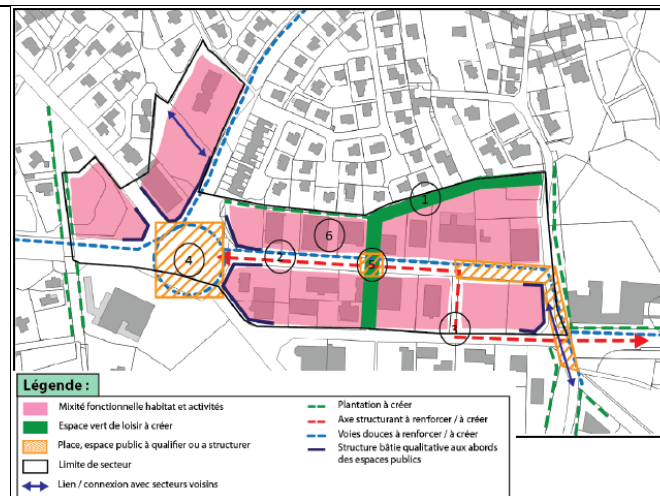 1
6
2
4
5
3
Légende :
Mixité fonctionnelle habitat et activités
Espace vert de loisir à créer
Place, espace public à qualifier ou a structurer
Limite de secteur
Lien / connexion avec secteurs voisins
Plantation à créer
Axe structurant à renforcer / à créer
Voies douces à renforcer / à créer
Structure bâtie qualitative aux abords
des espaces publics